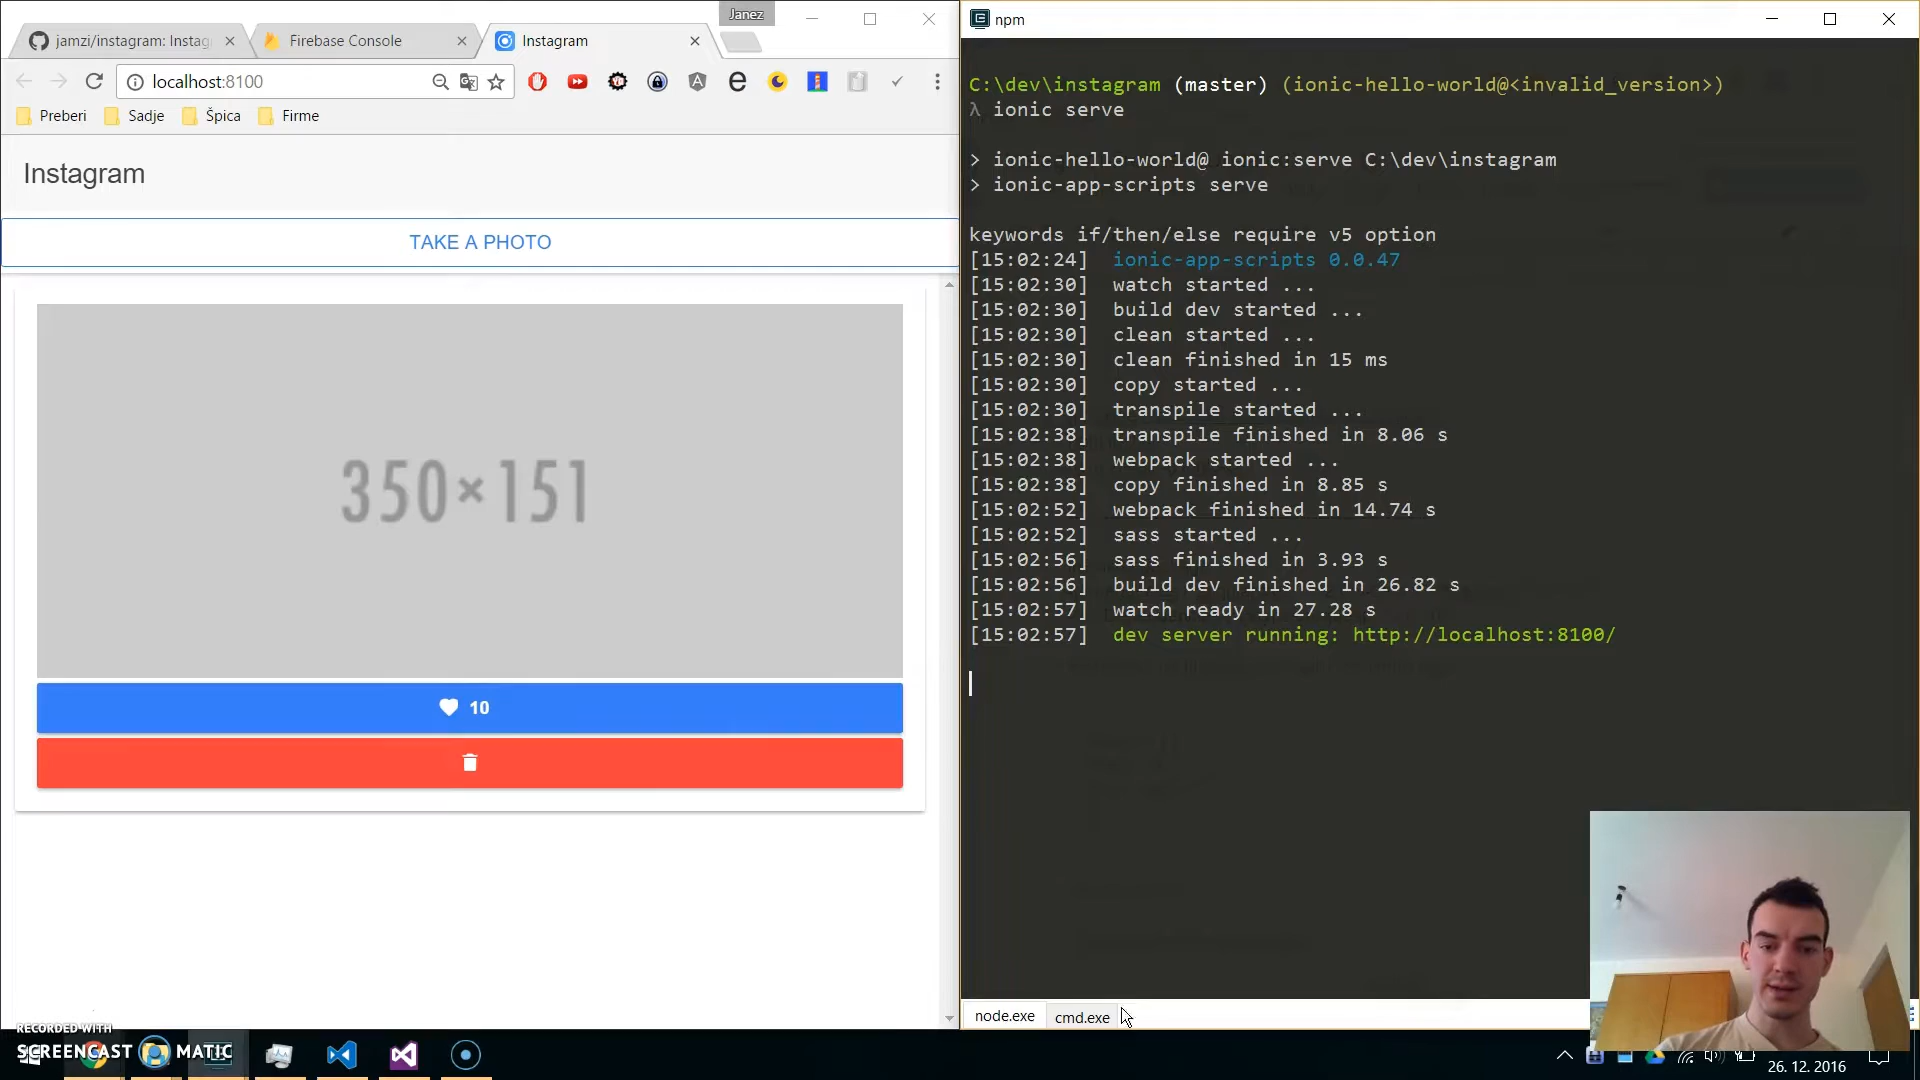 Janez
jamzi/instagram: Instag
Firebase Console
Instagram
localhost:8100
Preberi
Sadje
Špica
Firme
Instagram
TAKE A PHOTO
350×151
10
npm
C:\dev\instagram (master) (ionic-hello-world@<invalid_version>)
λ ionic serve
> ionic-hello-world@ ionic:serve C:\dev\instagram
> ionic-app-scripts serve
keywords if/then/else require v5 option
[15:02:24] ionic-app-scripts 0.0.47
[15:02:30] watch started ...
[15:02:30] build dev started ...
[15:02:30] clean started ...
[15:02:30] clean finished in 15 ms
[15:02:30] copy started ...
[15:02:30] transpile started ...
[15:02:38] transpile finished in 8.06 s
[15:02:38] webpack started ...
[15:02:38] copy finished in 8.85 s
[15:02:52] webpack finished in 14.74 s
[15:02:52] sass started ...
[15:02:56] sass finished in 3.93 s
[15:02:56] build dev finished in 26.82 s
[15:02:57] watch ready in 27.28 s
[15:02:57] dev server running: http://localhost:8100/
node.exe
cmd.exe
RECORDED WITH
SCREENCAST MATIC
26. 12. 2016